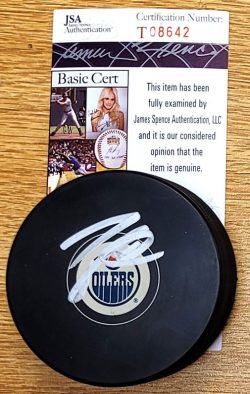 JSA
Authentication
Certification Number:
T08642
James Spence
Basic Cert
This item has been
fully examined by
James Spence Authentication, LLC
and it is our considered
opinion that the
item is genuine.
OILERS